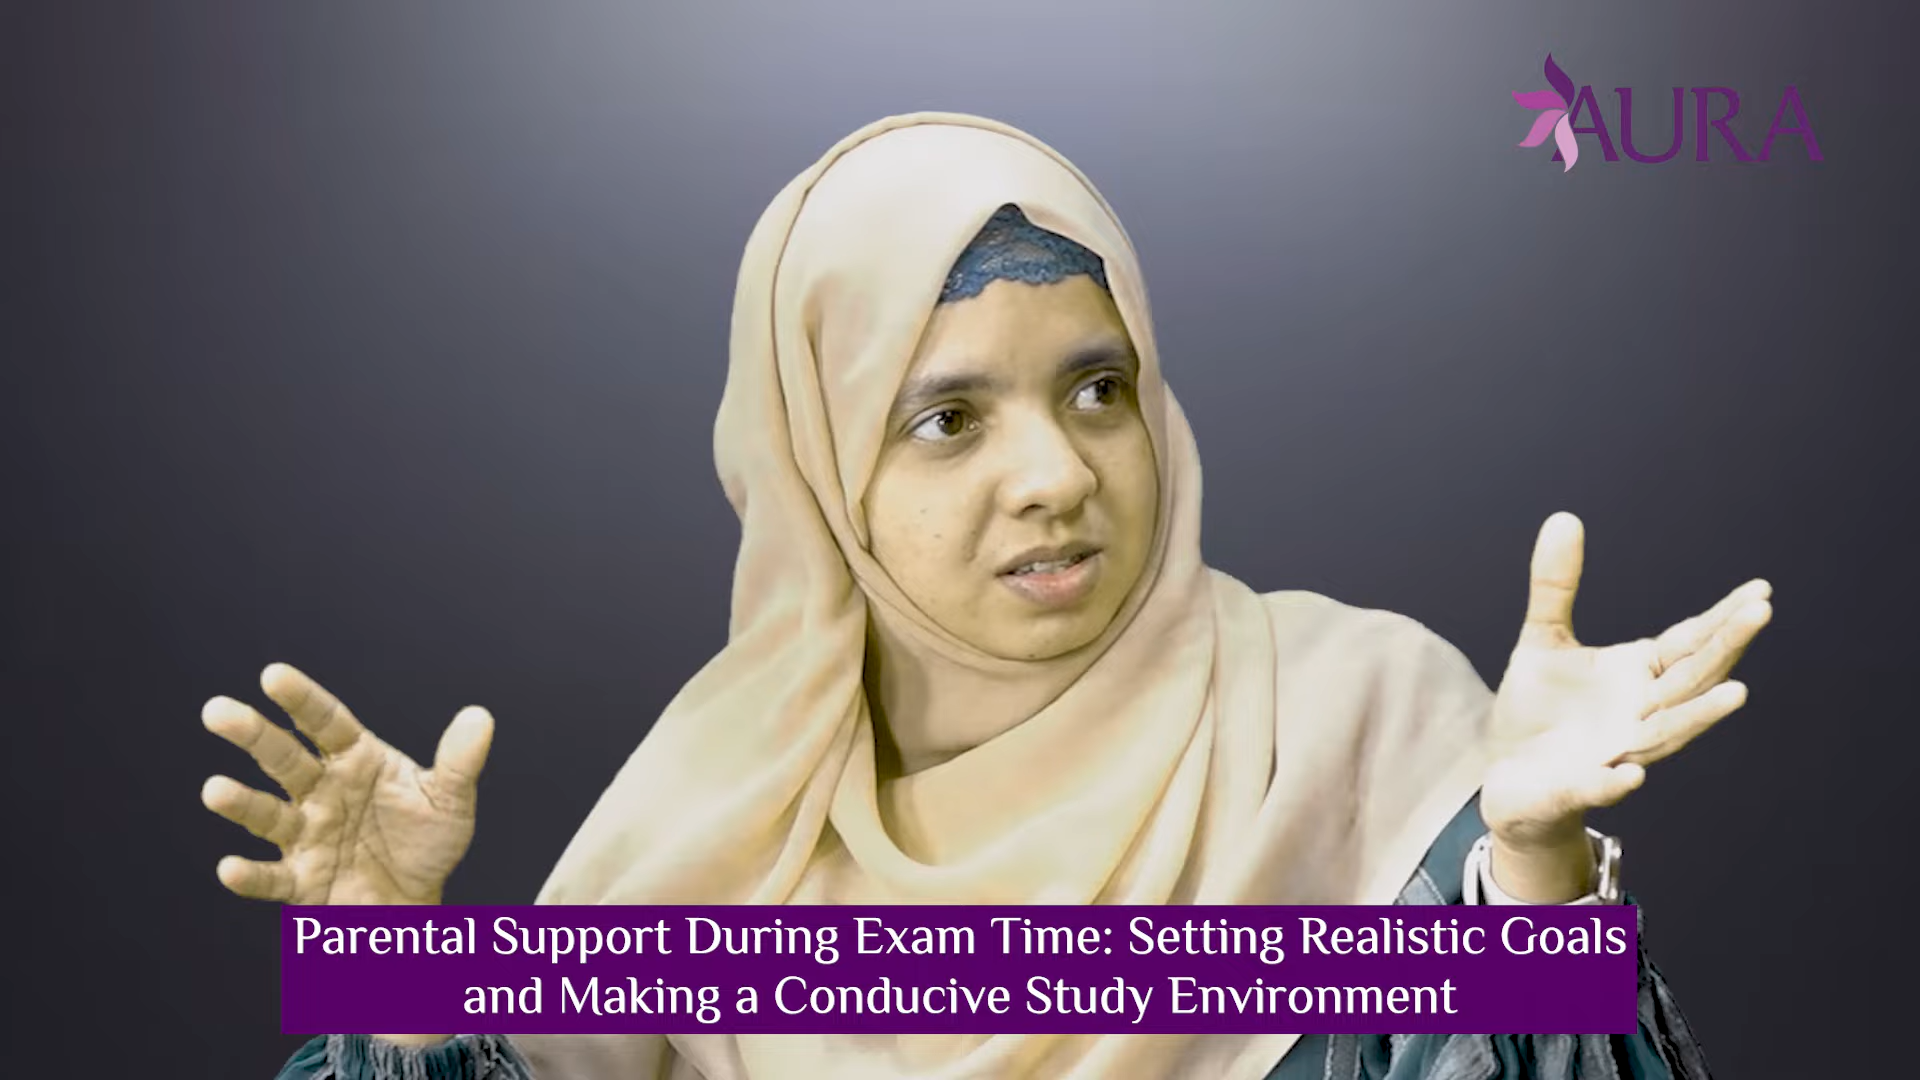 AURA
Parental Support During Exam Time: Setting Realistic Goals
and Making a Conducive Study Environment